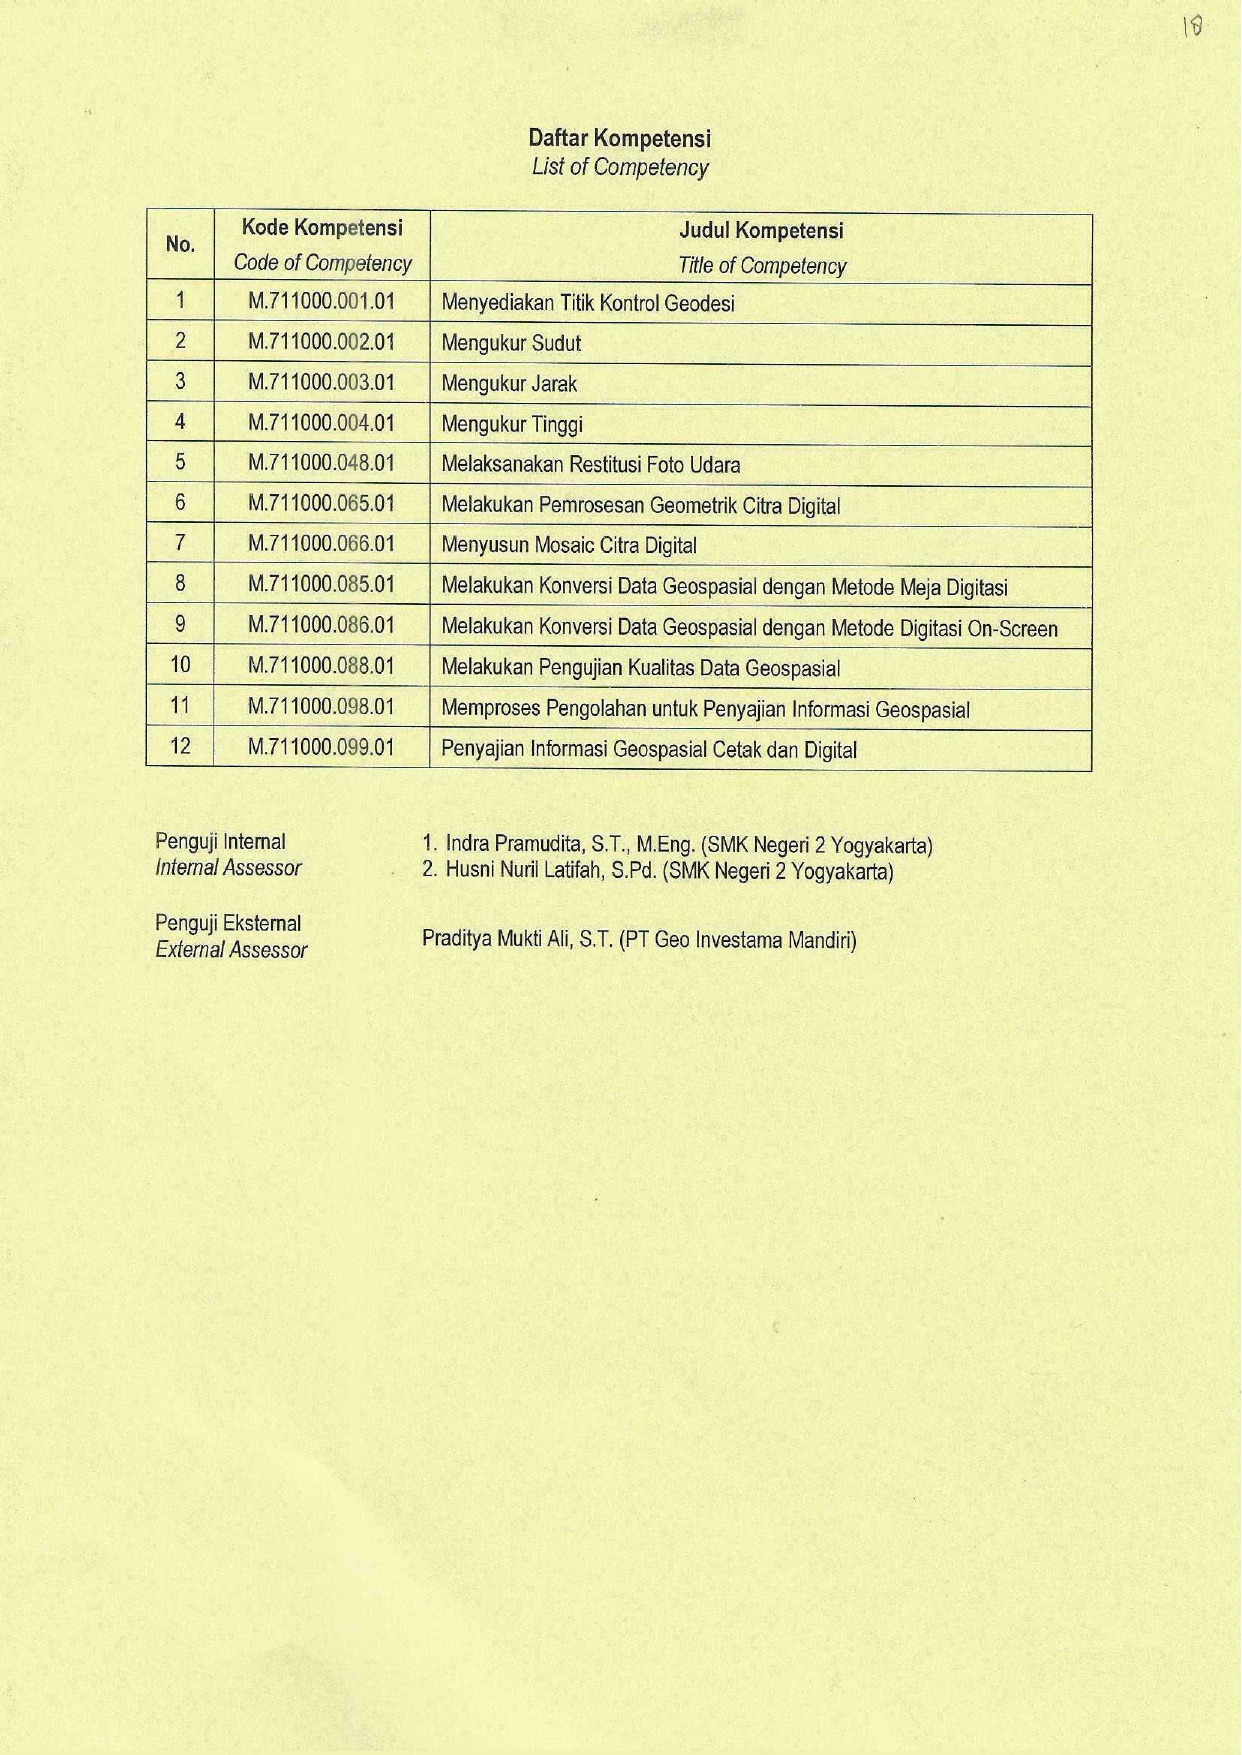 18
Daftar Kompetensi
List of Competency
No. Kode Kompetensi Judul Kompetensi
Code of Competency Title of Competency
1 M.711000.001.01 Menyediakan Titik Kontrol Geodesi
2 M.711000.002.01 Mengukur Sudut
3 M.711000.003.01 Mengukur Jarak
4 M.711000.004.01 Mengukur Tinggi
5 M.711000.048.01 Melaksanakan Restitusi Foto Udara
6 M.711000.065.01 Melakukan Pemrosesan Geometrik Citra Digital
7 M.711000.066.01 Menyusun Mosaic Citra Digital
8 M.711000.085.01 Melakukan Konversi Data Geospasial dengan Metode Meja Digitasi
9 M.711000.086.01 Melakukan Konversi Data Geospasial dengan Metode Digitasi On-Screen
10 M.711000.088.01 Melakukan Pengujian Kualitas Data Geospasial
11 M.711000.098.01 Memproses Pengolahan untuk Penyajian Informasi Geospasial
12 M.711000.099.01 Penyajian Informasi Geospasial Cetak dan Digital
Penguji Internal 1. Indra Pramudita, S.T., M.Eng. (SMK Negeri 2 Yogyakarta)
Internal Assessor 2. Husni Nuril Latifah, S.Pd. (SMK Negeri 2 Yogyakarta)
Penguji Eksternal
External Assessor Praditya Mukti Ali, S.T. (PT Geo Investama Mandiri)